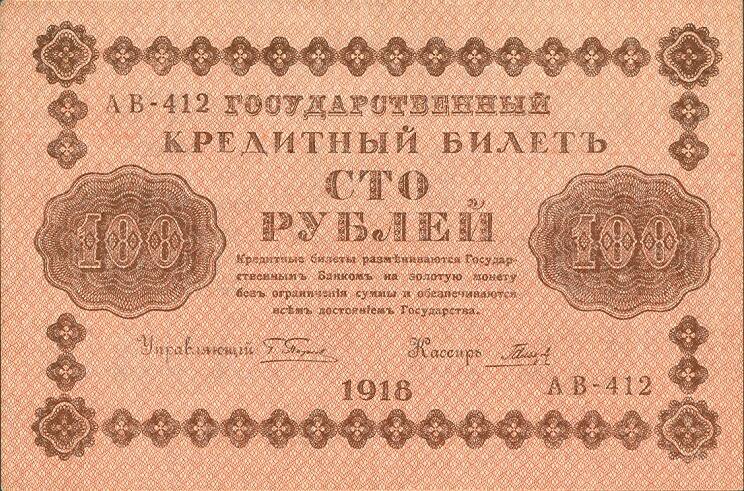 АВ-412 ГОСУДАРСТВЕННЫЙ
КРЕДИТНЫЙ БИЛЕТЪ
СТО
РУБЛЕЙ
100
100
Кредитные билеты размѣниваются Государ-
ственнымъ Банкомъ на золотую монету
безъ ограниченія суммы и обезпечиваются
всѣмъ достояніемъ Государства.
Управляющій
Кассиръ
1918
АВ-412